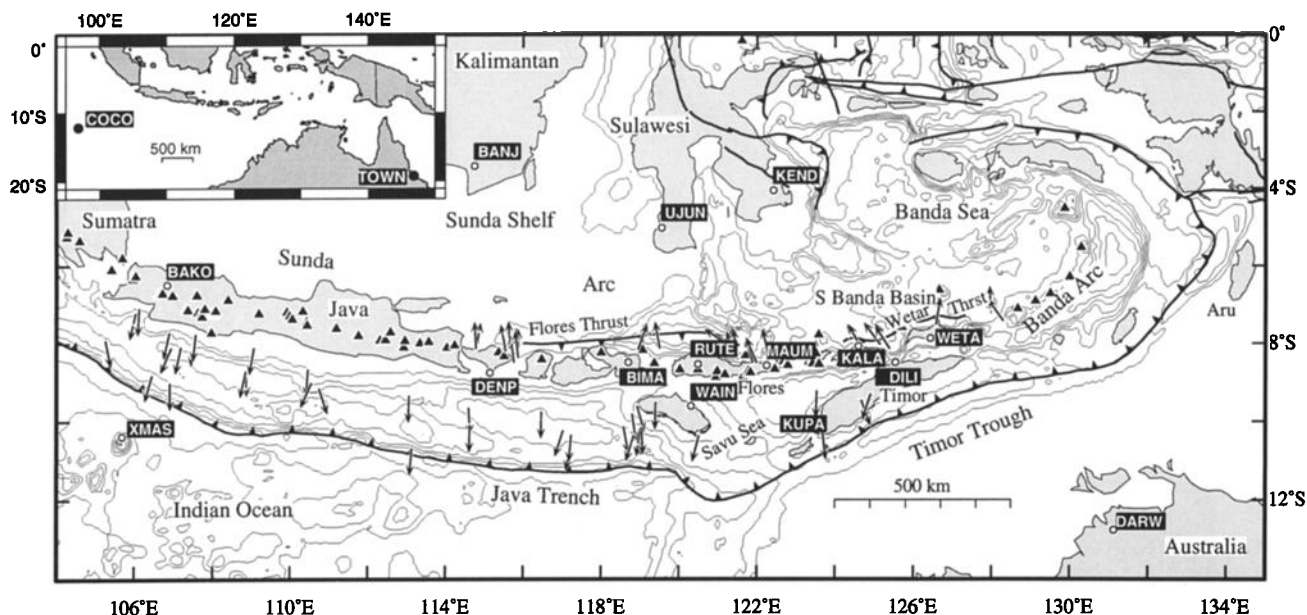 100°E 120°E 140°E
0°
10°S
20°S
COCO
500 km
TOWN
0°
4°S
8°S
12°S
Kalimantan
BANJ
Sulawesi
KEND
UJUN
Sumatra
Sunda Shelf
Banda Sea
BAKO
Sunda
Arc
Java
Flores Thrust
S Banda Basin
Wetar Thrst
Banda Arc
Aru
RUTE
MAUM
KALA
WETA
DENP
BIMA
WAIN
Flores
DILI
Timor
KUPA
Savu Sea
XMAS
Timor Trough
Java Trench
Indian Ocean
500 km
DARW
Australia
106°E 110°E 114°E 118°E 122°E 126°E 130°E 134°E